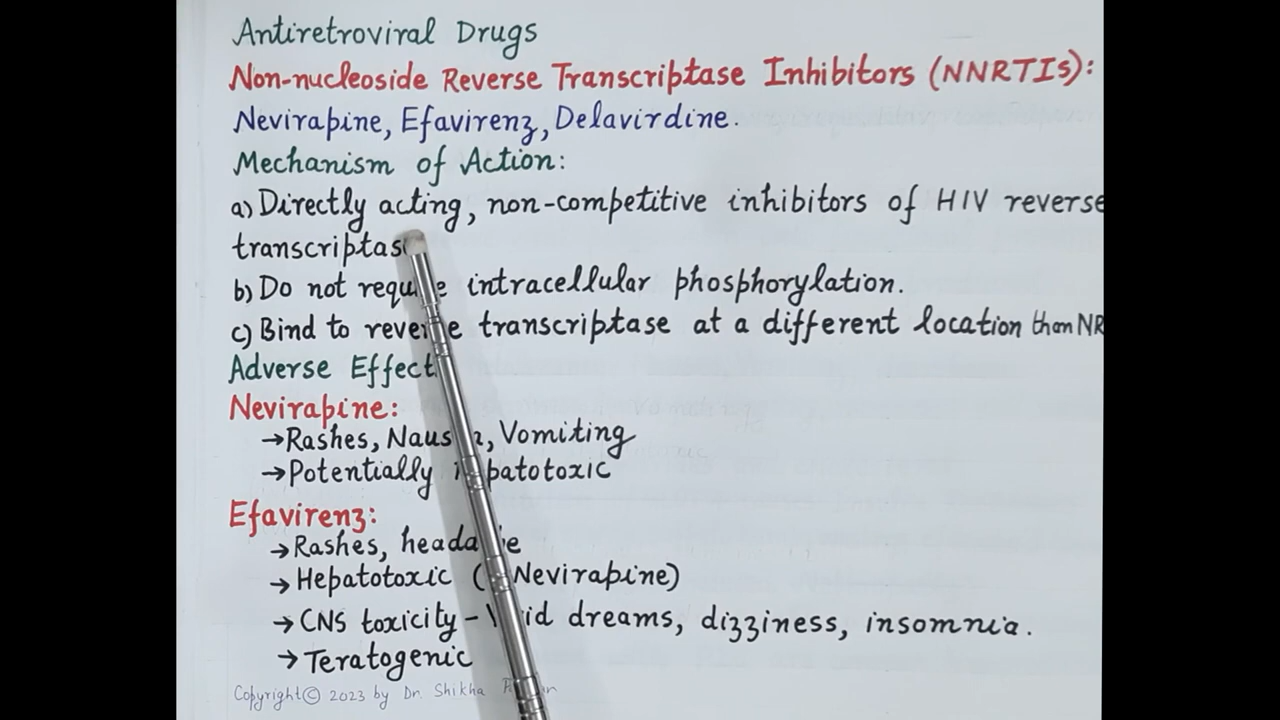 Antiretroviral Drugs
Non-nucleoside Reverse Transcriptase Inhibitors (NNRTIs):
Nevirapine, Efavirenz, Delavirdine.
Mechanism of Action:
a) Directly acting, non-competitive inhibitors of HIV reverse
transcriptas
b) Do not requ e intracellular phosphorylation.
c) Bind to reve e transcriptase at a different location than NR
Adverse Effect
Nevirapine:
→Rashes, Naus a, Vomiting
→Potentially patotoxic
Efavirenz:
→Rashes, heada e
→Hepatotoxic ( Nevirapine)
→CNS toxicity- id dreams, dizziness, insomnia.
→Teratogenic
Copyright© 2023 by Dr. Shikha